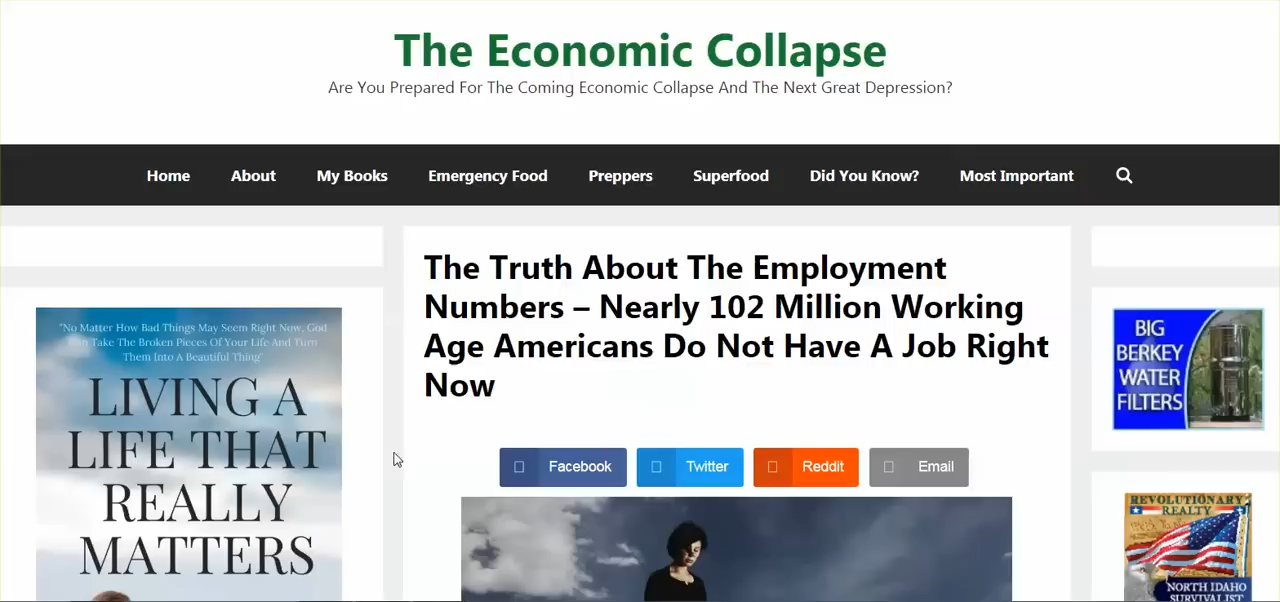 The Economic Collapse
Are You Prepared For The Coming Economic Collapse And The Next Great Depression?
Home About My Books Emergency Food Preppers Superfood Did You Know? Most Important
The Truth About The Employment
Numbers – Nearly 102 Million Working
Age Americans Do Not Have A Job Right
Now
Facebook Twitter Reddit Email
"No Matter How Bad Things May Seem Right Now, God
Can Take The Broken Pieces Of Your Life And Turn
Them Into A Beautiful Thing"
LIVING A
LIFE THAT
REALLY
MATTERS
BIG
BERKEY
WATER
FILTERS
REVOLUTIONARY
REALTY
NORTH IDAHO
SURVIVALIST